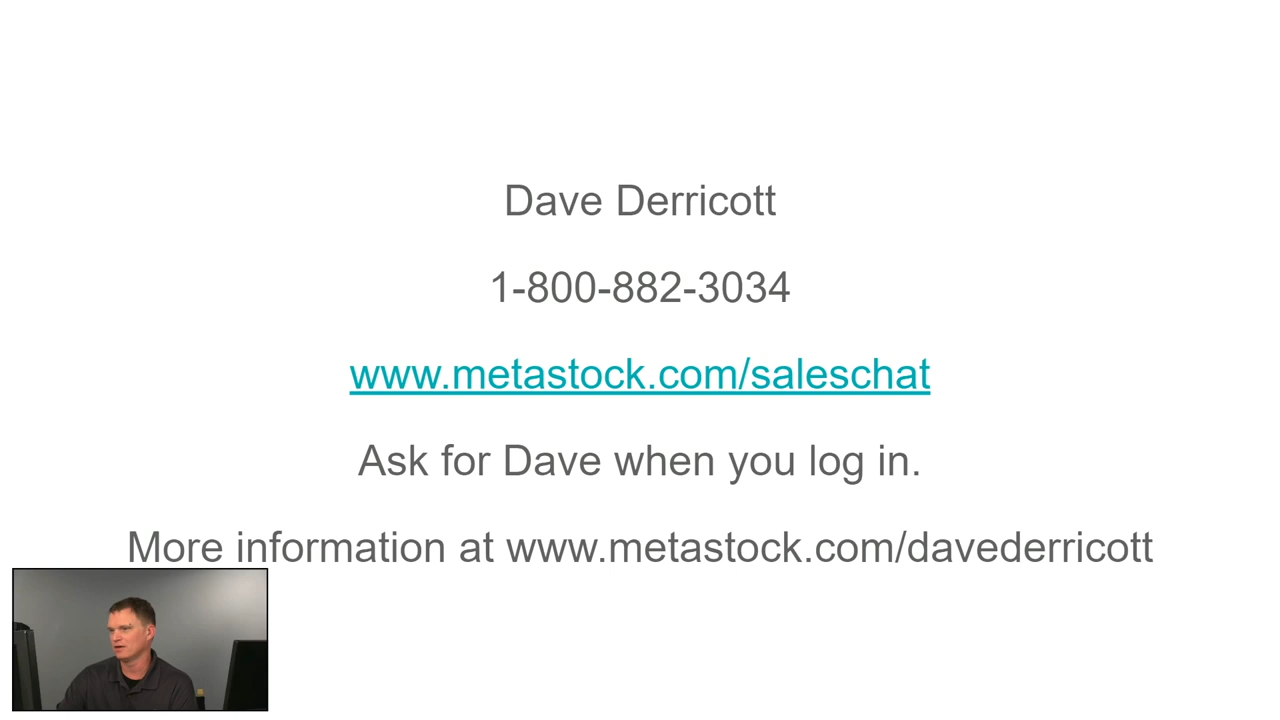 Dave Derricott
1-800-882-3034
www.metastock.com/saleschat
Ask for Dave when you log in.
More information at www.metastock.com/davederricott